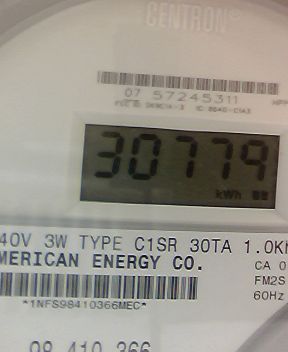 CENTRON®
07 57245311
30779
kWh
40V 3W TYPE C1SR 30TA 1.0K
MERICAN ENERGY CO.
CA 0
FM2S
*1NFS98410366MEC*
60Hz
98 410 366